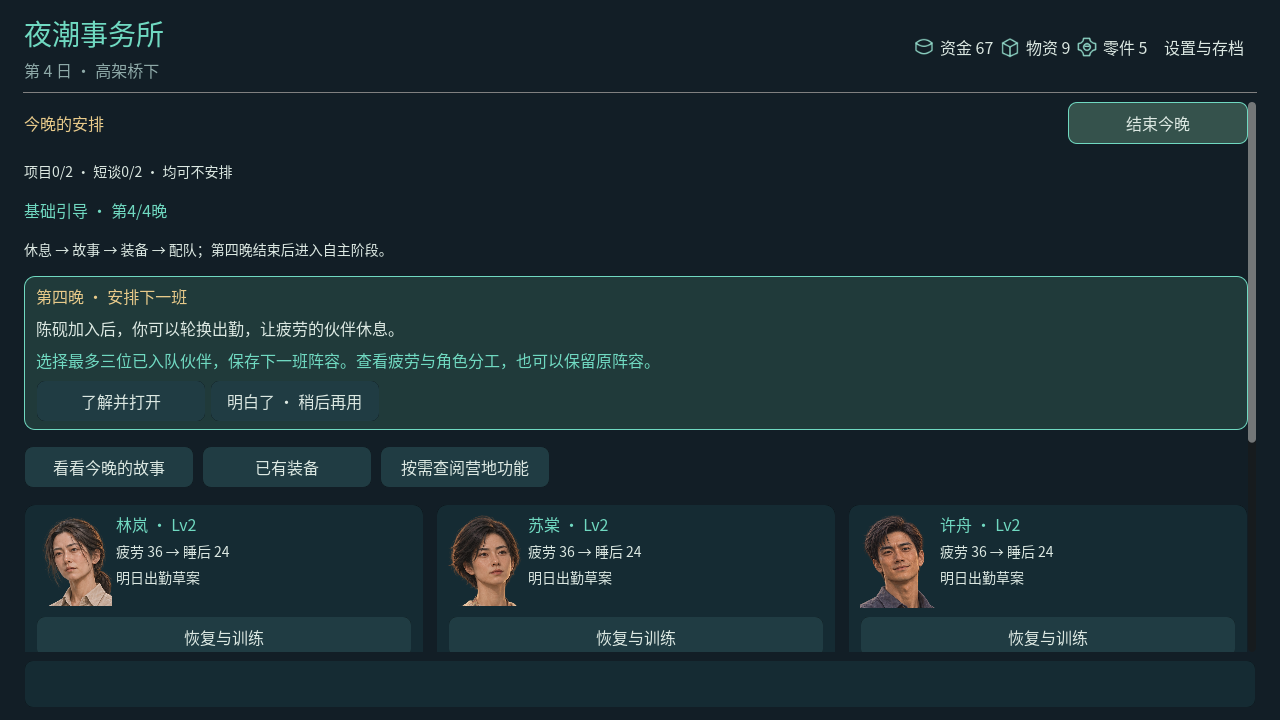 夜潮事务所
第 4 日 · 高架桥下
资金 67 物资 9 零件 5 设置与存档
今晚的安排
结束今晚
项目0/2 · 短谈0/2 · 均可不安排
基础引导 · 第4/4晚
休息 → 故事 → 装备 → 配队；第四晚结束后进入自主阶段。
第四晚 · 安排下一班
陈砚加入后，你可以轮换出勤，让疲劳的伙伴休息。
选择最多三位已入队伙伴，保存下一班阵容。查看疲劳与角色分工，也可以保留原阵容。
了解并打开 明白了 · 稍后再用
看看今晚的故事 已有装备 按需查阅营地功能
林岚 · Lv2
疲劳 36 → 睡后 24
明日出勤草案
恢复与训练
苏棠 · Lv2
疲劳 36 → 睡后 24
明日出勤草案
恢复与训练
许舟 · Lv2
疲劳 36 → 睡后 24
明日出勤草案
恢复与训练